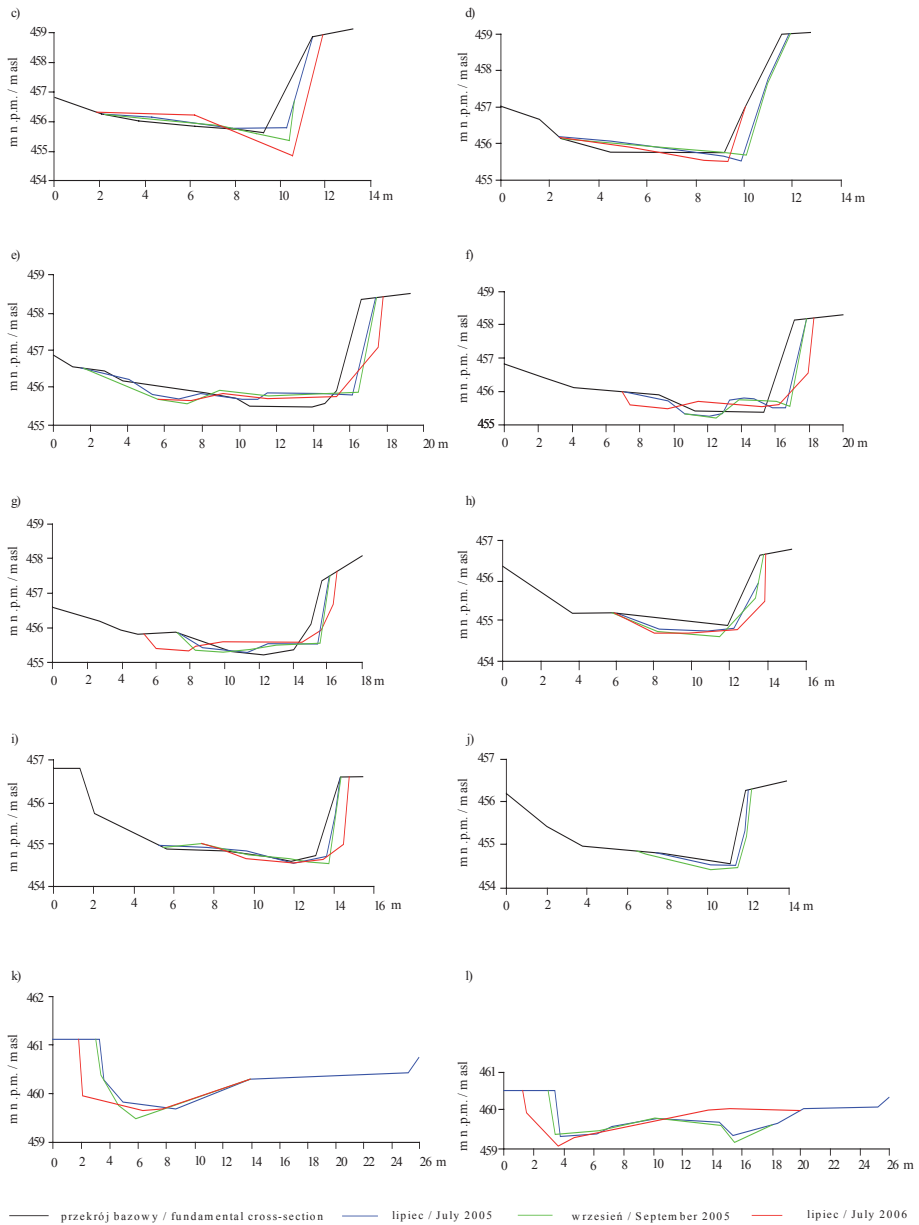 c)
m n.p.m. / m asl
459
458
457
456
455
454
0 2 4 6 8 10 12 14 m
d)
m n.p.m. / m asl
459
458
457
456
455
0 2 4 6 8 10 12 14 m
e)
m n.p.m. / m asl
459
458
457
456
455
0 2 4 6 8 10 12 14 16 18 20 m
f)
m n.p.m. / m asl
459
458
457
456
455
0 2 4 6 8 10 12 14 16 18 20 m
g)
m n.p.m. / m asl
459
458
457
456
455
0 2 4 6 8 10 12 14 16 18 m
h)
m n.p.m. / m asl
457
456
455
454
0 2 4 6 8 10 12 14 16 m
i)
m n.p.m. / m asl
457
456
455
454
0 2 4 6 8 10 12 14 16 m
j)
m n.p.m. / m asl
457
456
455
454
0 2 4 6 8 10 12 14 m
k)
m n.p.m. / m asl
462
461
460
459
0 2 4 6 8 10 12 14 16 18 20 22 24 26 m
l)
m n.p.m. / m asl
461
460
459
0 2 4 6 8 10 12 14 16 18 20 22 24 26 m
przekrój bazowy / fundamental cross-section lipiec / July 2005 wrzesień / September 2005 lipiec / July 2006